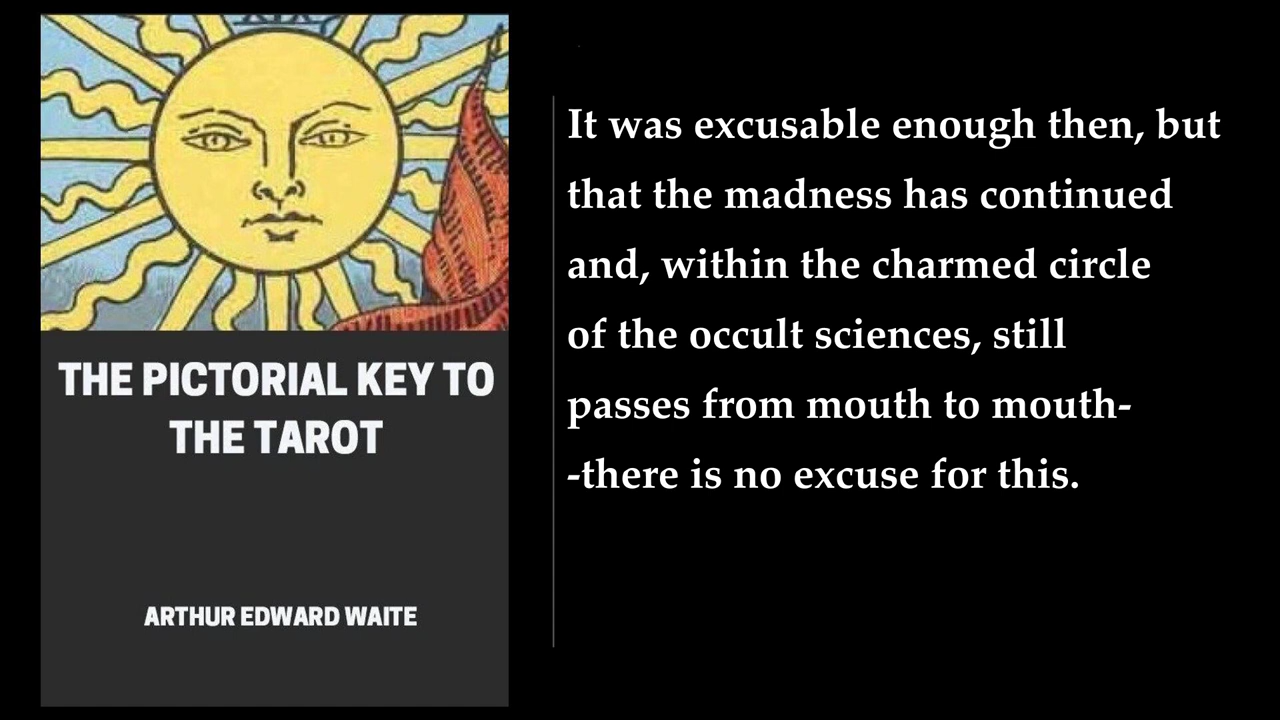 XIX
THE PICTORIAL KEY TO
THE TAROT
ARTHUR EDWARD WAITE
It was excusable enough then, but
that the madness has continued
and, within the charmed circle
of the occult sciences, still
passes from mouth to mouth-
-there is no excuse for this.